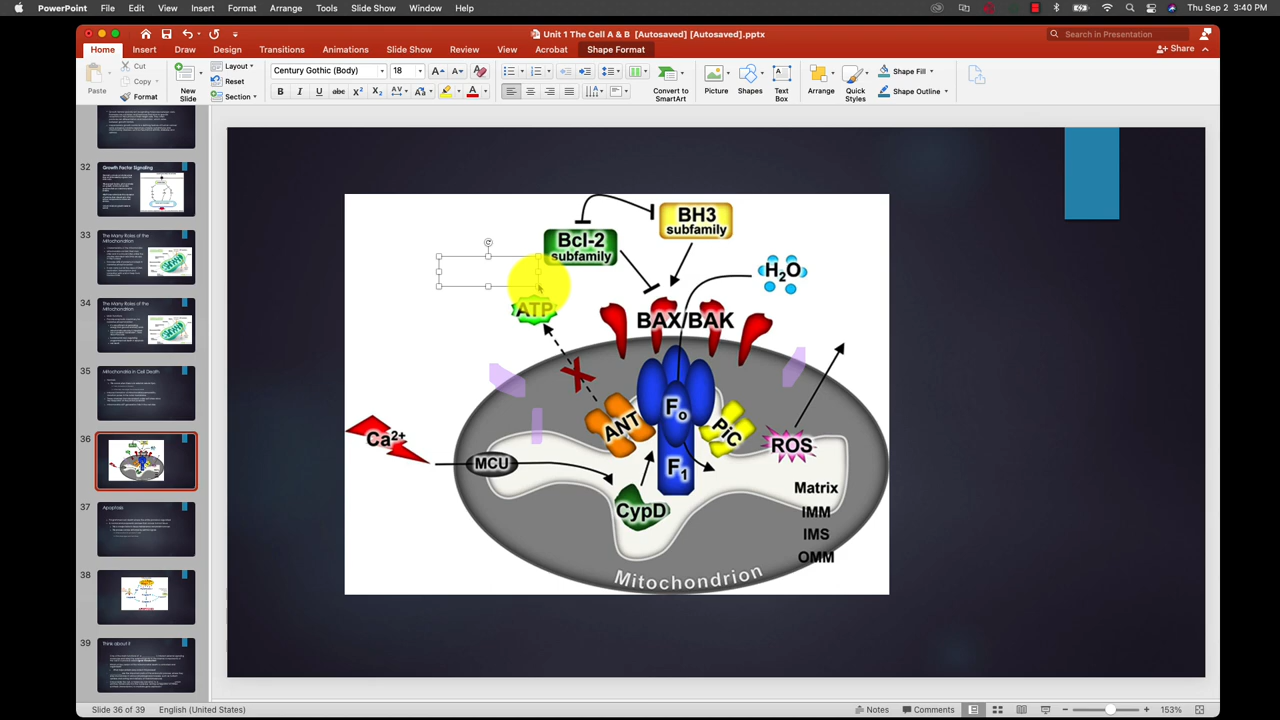 PowerPoint File Edit View Insert Format Arrange Tools Slide Show Window Help
Thu Sep 2 3:40 PM
Unit 1 The Cell A & B [Autosaved] [Autosaved].pptx
Search in Presentation
Home Insert Draw Design Transitions Animations Slide Show Review View Acrobat Shape Format
Share
Paste
Cut
Copy
Format
New Slide
Layout
Reset
Section
Century Gothic (Body) 18
Convert to SmartArt
Picture
Shapes
Text Box
Arrange
Quick Styles
Shape Fill
Shape Outline
32
Growth Factor Signaling
33
The Many Roles of the
Mitochondrion
34
The Many Roles of the
Mitochondrion
35
Mitochondria in Cell Death
36
37
Apoptosis
38
39
Think about it
BH3
subfamily
Bcl-2
subfamily
H₂O
ATP
BAX/BAK
ANT
F₀
PiC
ROS
Ca²⁺
MCU
F₁
CypD
Matrix
IMM
IMS
OMM
Mitochondrion
Slide 36 of 39 English (United States)
Notes Comments 153%